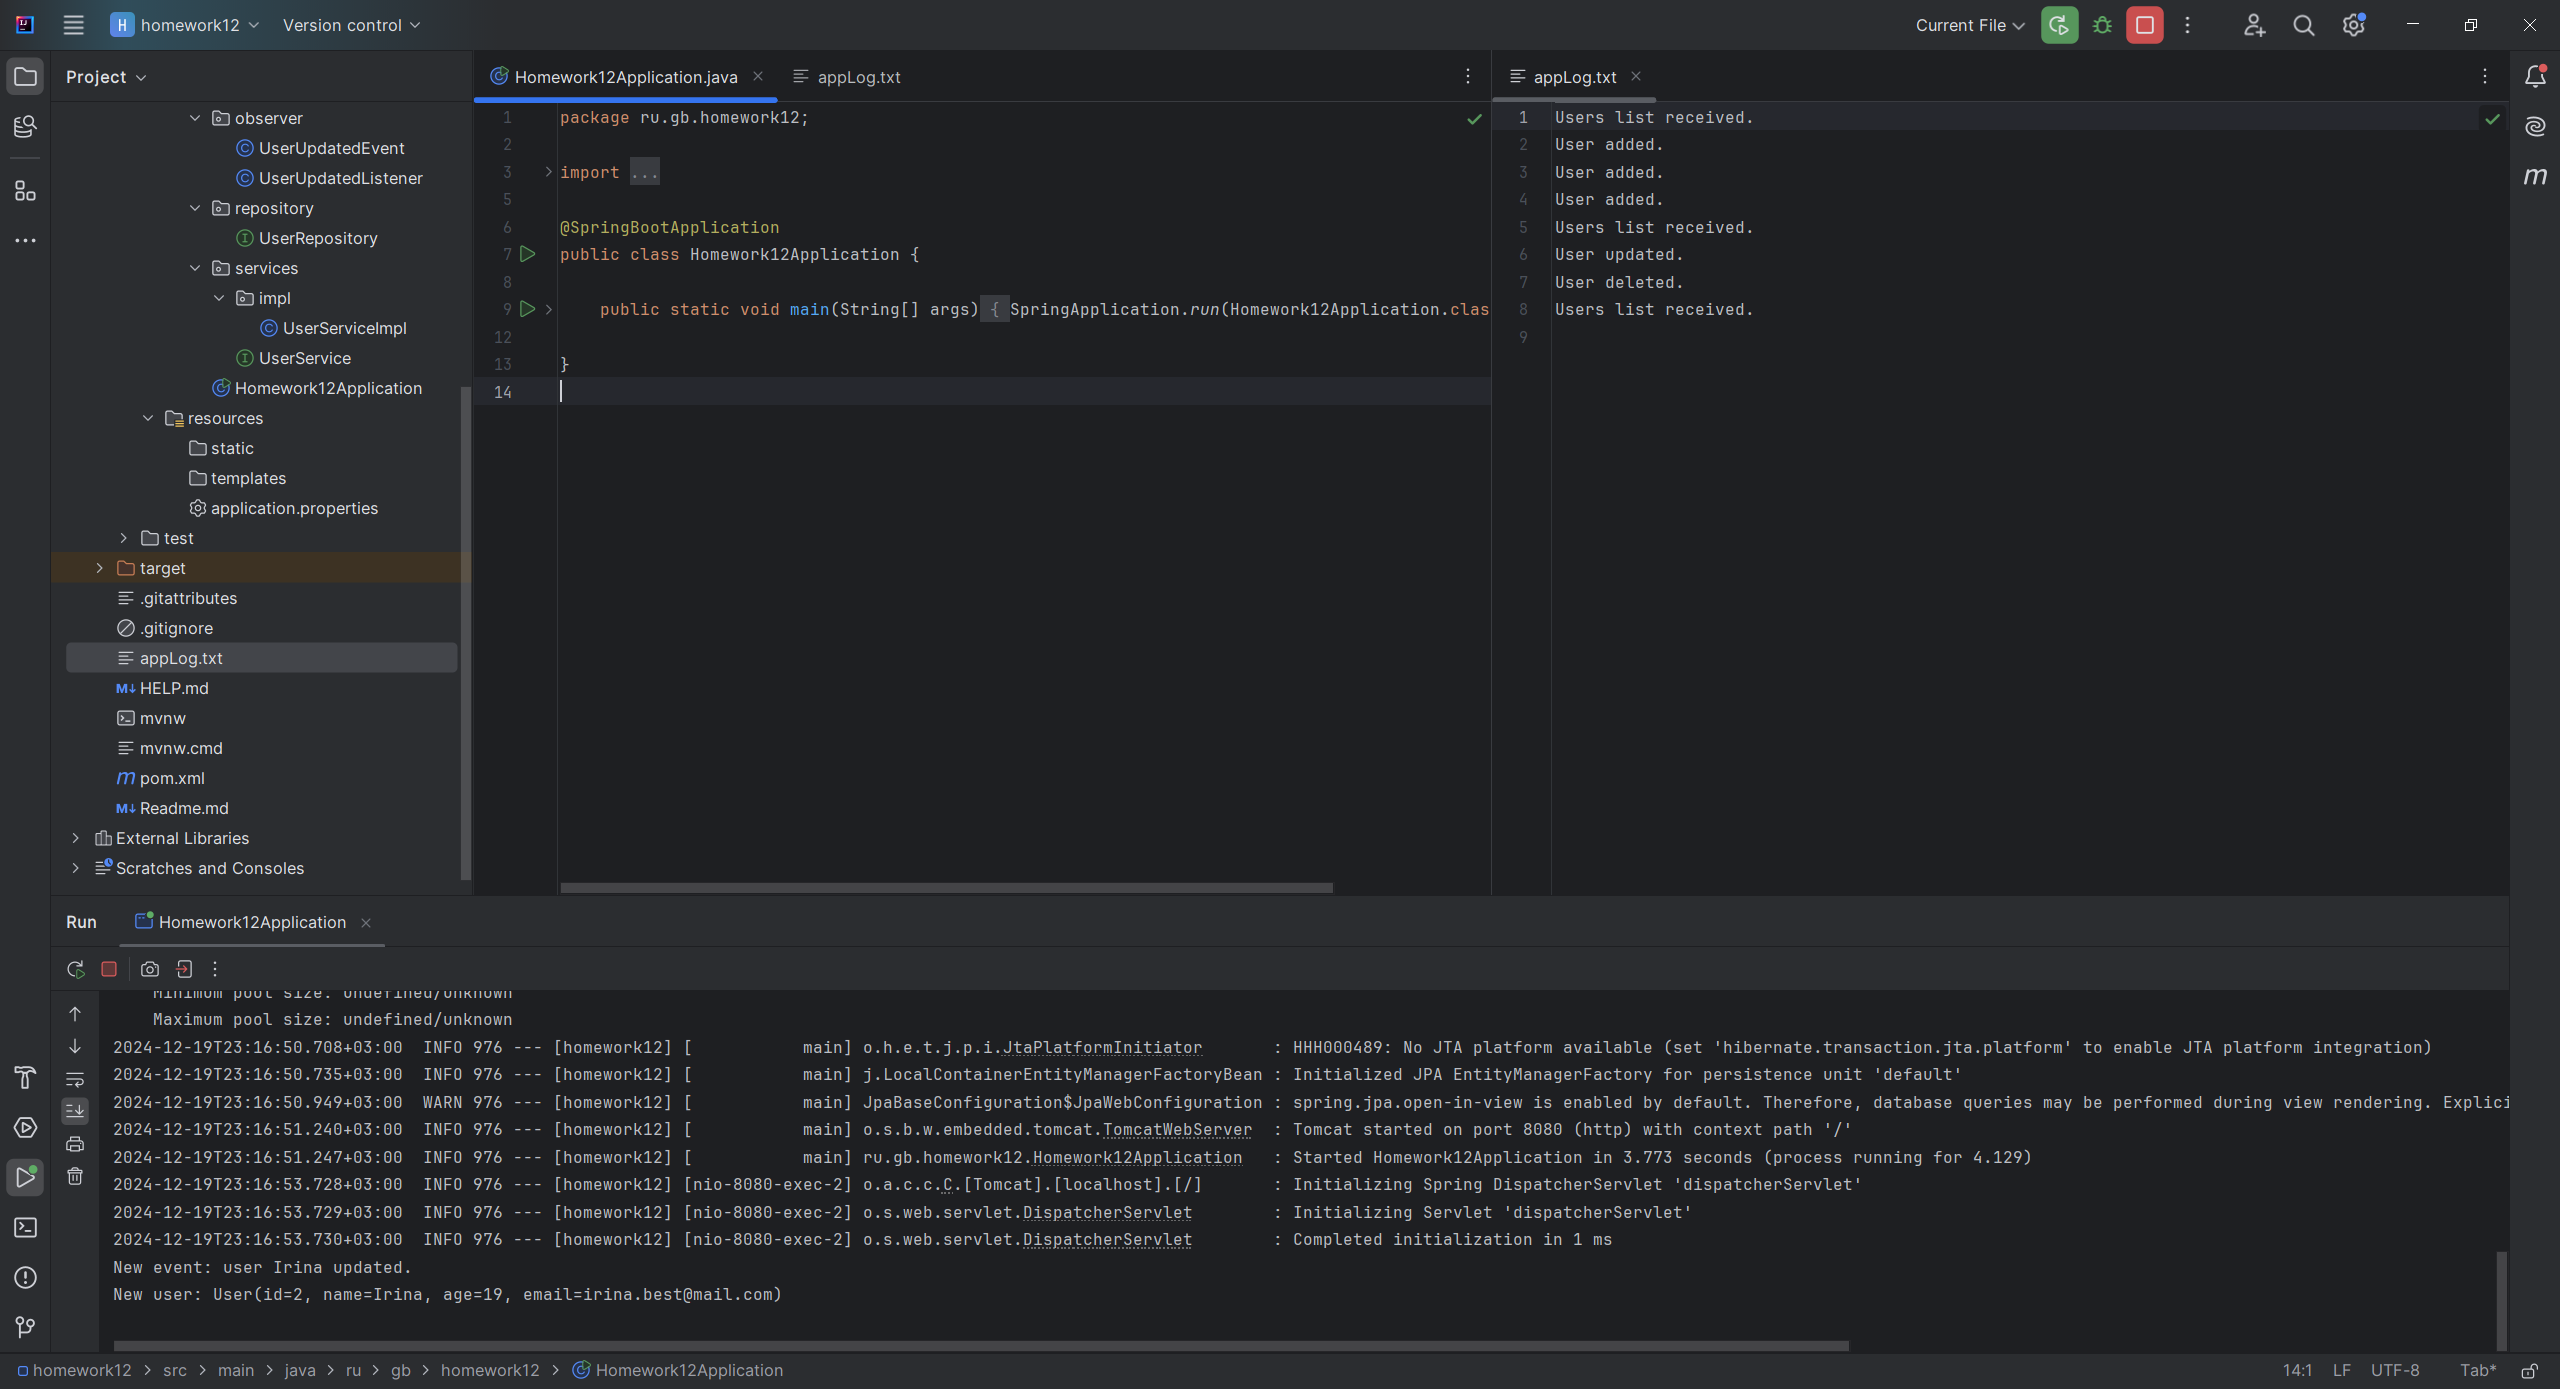 H homework12 Version control Current File
Project
observer
UserUpdatedEvent
UserUpdatedListener
repository
UserRepository
services
impl
UserServiceImpl
UserService
Homework12Application
resources
static
templates
application.properties
test
target
.gitattributes
.gitignore
appLog.txt
HELP.md
mvnw
mvnw.cmd
pom.xml
Readme.md
External Libraries
Scratches and Consoles
Homework12Application.java appLog.txt
1 package ru.gb.homework12;
2
3 import ...
5
6 @SpringBootApplication
7 public class Homework12Application {
8
9 public static void main(String[] args) { SpringApplication.run(Homework12Application.clas
12
13 }
14
appLog.txt
1 Users list received.
2 User added.
3 User added.
4 User added.
5 Users list received.
6 User updated.
7 User deleted.
8 Users list received.
9
Run Homework12Application
Minimum pool size: undefined/unknown
Maximum pool size: undefined/unknown
2024-12-19T23:16:50.708+03:00  INFO 976 --- [homework12] [           main] o.h.e.t.j.p.i.JtaPlatformInitiator       : HHH000489: No JTA platform available (set 'hibernate.transaction.jta.platform' to enable JTA platform integration)
2024-12-19T23:16:50.735+03:00  INFO 976 --- [homework12] [           main] j.LocalContainerEntityManagerFactoryBean : Initialized JPA EntityManagerFactory for persistence unit 'default'
2024-12-19T23:16:50.949+03:00  WARN 976 --- [homework12] [           main] JpaBaseConfiguration$JpaWebConfiguration : spring.jpa.open-in-view is enabled by default. Therefore, database queries may be performed during view rendering. Explici
2024-12-19T23:16:51.240+03:00  INFO 976 --- [homework12] [           main] o.s.b.w.embedded.tomcat.TomcatWebServer  : Tomcat started on port 8080 (http) with context path '/'
2024-12-19T23:16:51.247+03:00  INFO 976 --- [homework12] [           main] ru.gb.homework12.Homework12Application   : Started Homework12Application in 3.773 seconds (process running for 4.129)
2024-12-19T23:16:53.728+03:00  INFO 976 --- [homework12] [nio-8080-exec-2] o.a.c.c.C.[Tomcat].[localhost].[/]       : Initializing Spring DispatcherServlet 'dispatcherServlet'
2024-12-19T23:16:53.729+03:00  INFO 976 --- [homework12] [nio-8080-exec-2] o.s.web.servlet.DispatcherServlet        : Initializing Servlet 'dispatcherServlet'
2024-12-19T23:16:53.730+03:00  INFO 976 --- [homework12] [nio-8080-exec-2] o.s.web.servlet.DispatcherServlet        : Completed initialization in 1 ms
New event: user Irina updated.
New user: User(id=2, name=Irina, age=19, email=irina.best@mail.com)
homework12 > src > main > java > ru > gb > homework12 > Homework12Application 14:1 LF UTF-8 Tab*